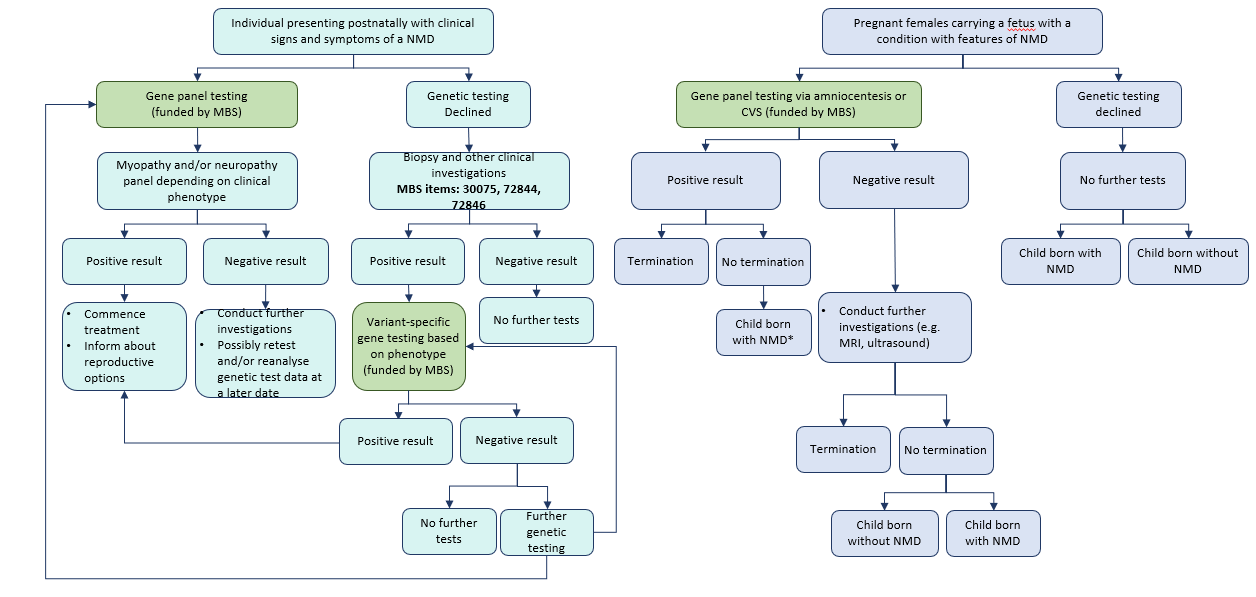 Individual presenting postnatally with clinical
signs and symptoms of a NMD
Gene panel testing
(funded by MBS)
Genetic testing
Declined
Myopathy and/or neuropathy
panel depending on clinical
phenotype
Biopsy and other clinical
investigations
MBS items: 30075, 72844,
72846
Positive result
Negative result
Positive result
Negative result
• Commence
treatment
• Inform about
reproductive
options
• Conduct further
investigations
• Possibly retest
and/or reanalyse
genetic test data at
a later date
Variant-specific
gene testing based
on phenotype
(funded by MBS)
No further tests
Positive result
Negative result
No further
tests
Further
genetic
testing
Pregnant females carrying a fetus with a
condition with features of NMD
Gene panel testing via amniocentesis or
CVS (funded by MBS)
Genetic testing
declined
Positive result
Negative result
No further tests
Termination
No termination
Child born with
NMD
Child born without
NMD
Child born
with NMD*
• Conduct further
investigations (e.g.
MRI, ultrasound)
Termination
No termination
Child born
without NMD
Child born
with NMD